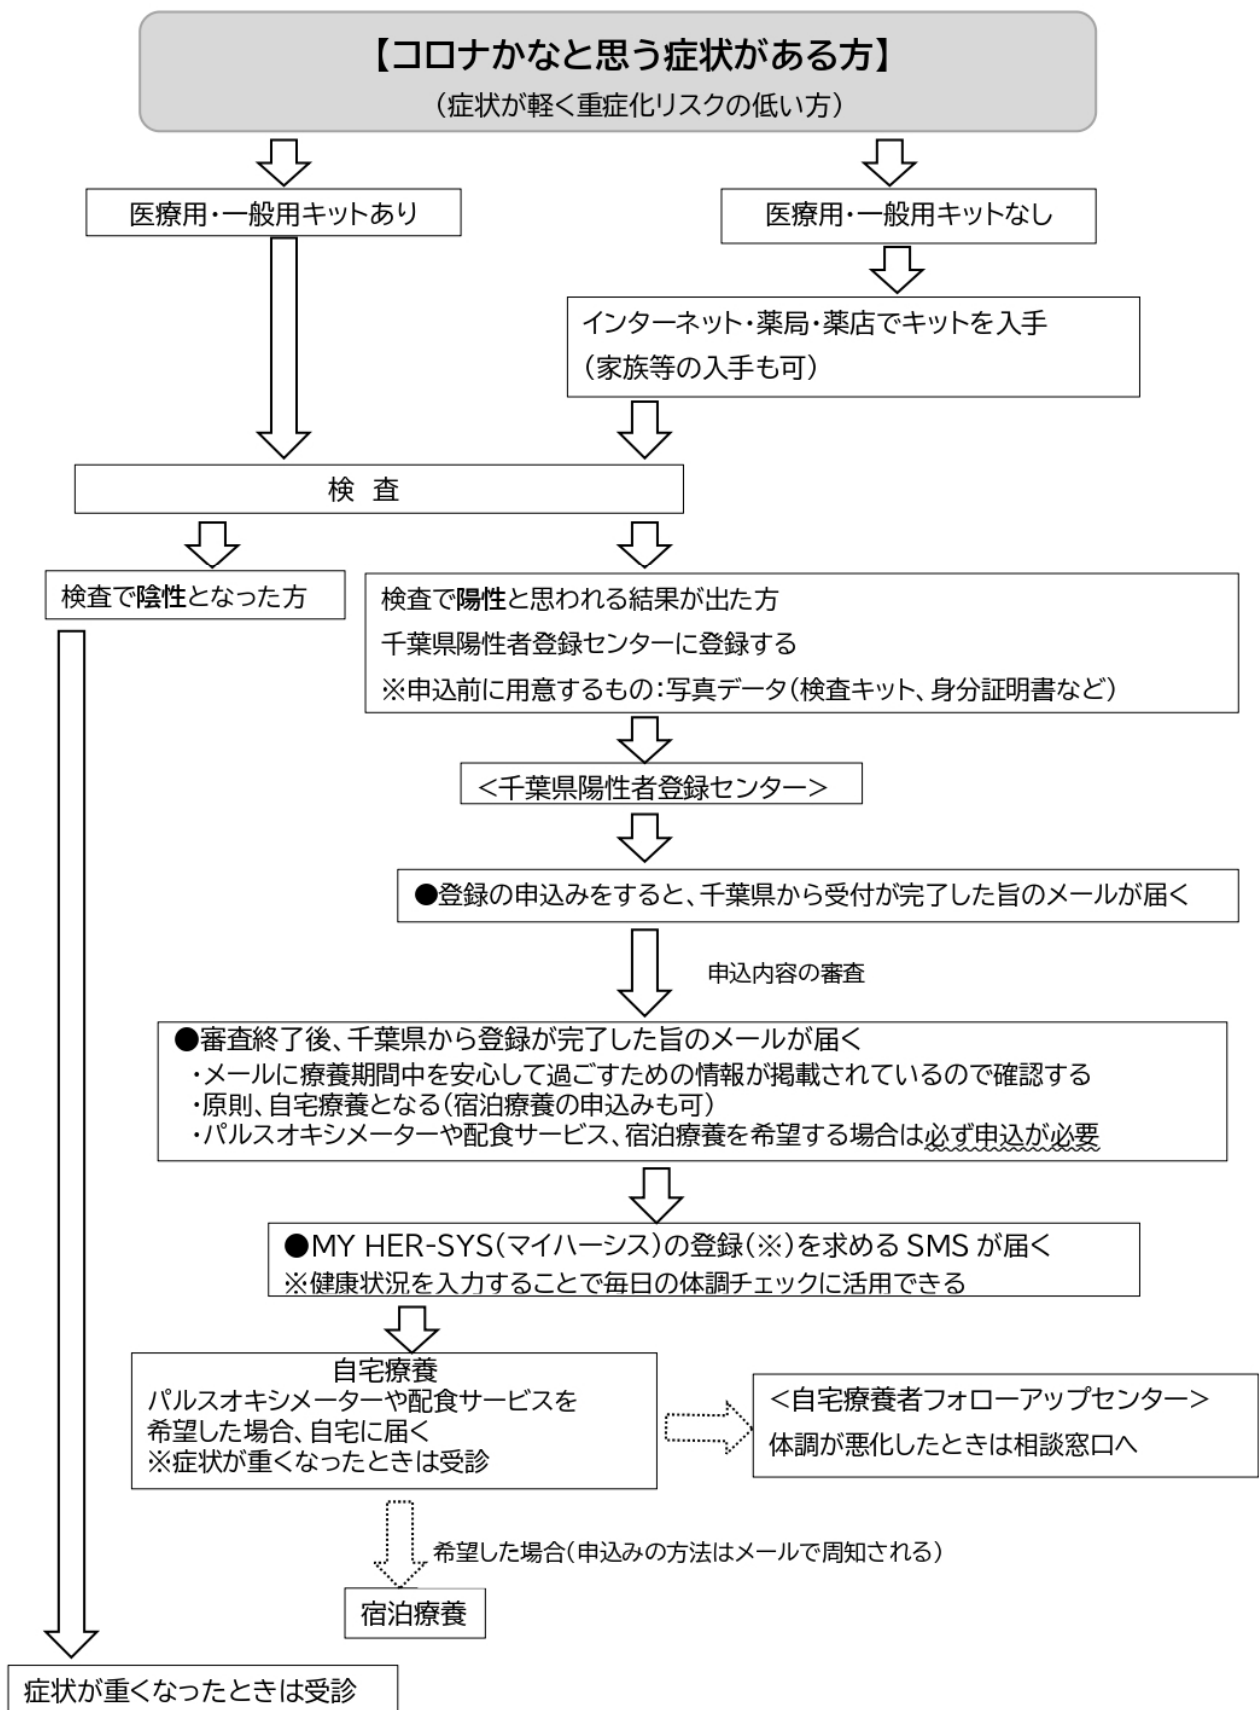 【コロナかなと思う症状がある方】
（症状が軽く重症化リスクの低い方）
医療用・一般用キットあり
医療用・一般用キットなし
インターネット・薬局・薬店でキットを入手
（家族等の入手も可）
検 査
検査で陰性となった方
検査で陽性と思われる結果が出た方
千葉県陽性者登録センターに登録する
※申込前に用意するもの：写真データ（検査キット、身分証明書など）
＜千葉県陽性者登録センター＞
●登録の申込みをすると、千葉県から受付が完了した旨のメールが届く
申込内容の審査
●審査終了後、千葉県から登録が完了した旨のメールが届く
・メールに療養期間中を安心して過ごすための情報が掲載されているので確認する
・原則、自宅療養となる（宿泊療養の申込みも可）
・パルスオキシメーターや配食サービス、宿泊療養を希望する場合は必ず申込が必要
●MY HER-SYS（マイハーシス）の登録（※）を求める SMS が届く
※健康状況を入力することで毎日の体調チェックに活用できる
自宅療養
パルスオキシメーターや配食サービスを
希望した場合、自宅に届く
※症状が重くなったときは受診
＜自宅療養者フォローアップセンター＞
体調が悪化したときは相談窓口へ
希望した場合（申込みの方法はメールで周知される）
宿泊療養
症状が重くなったときは受診